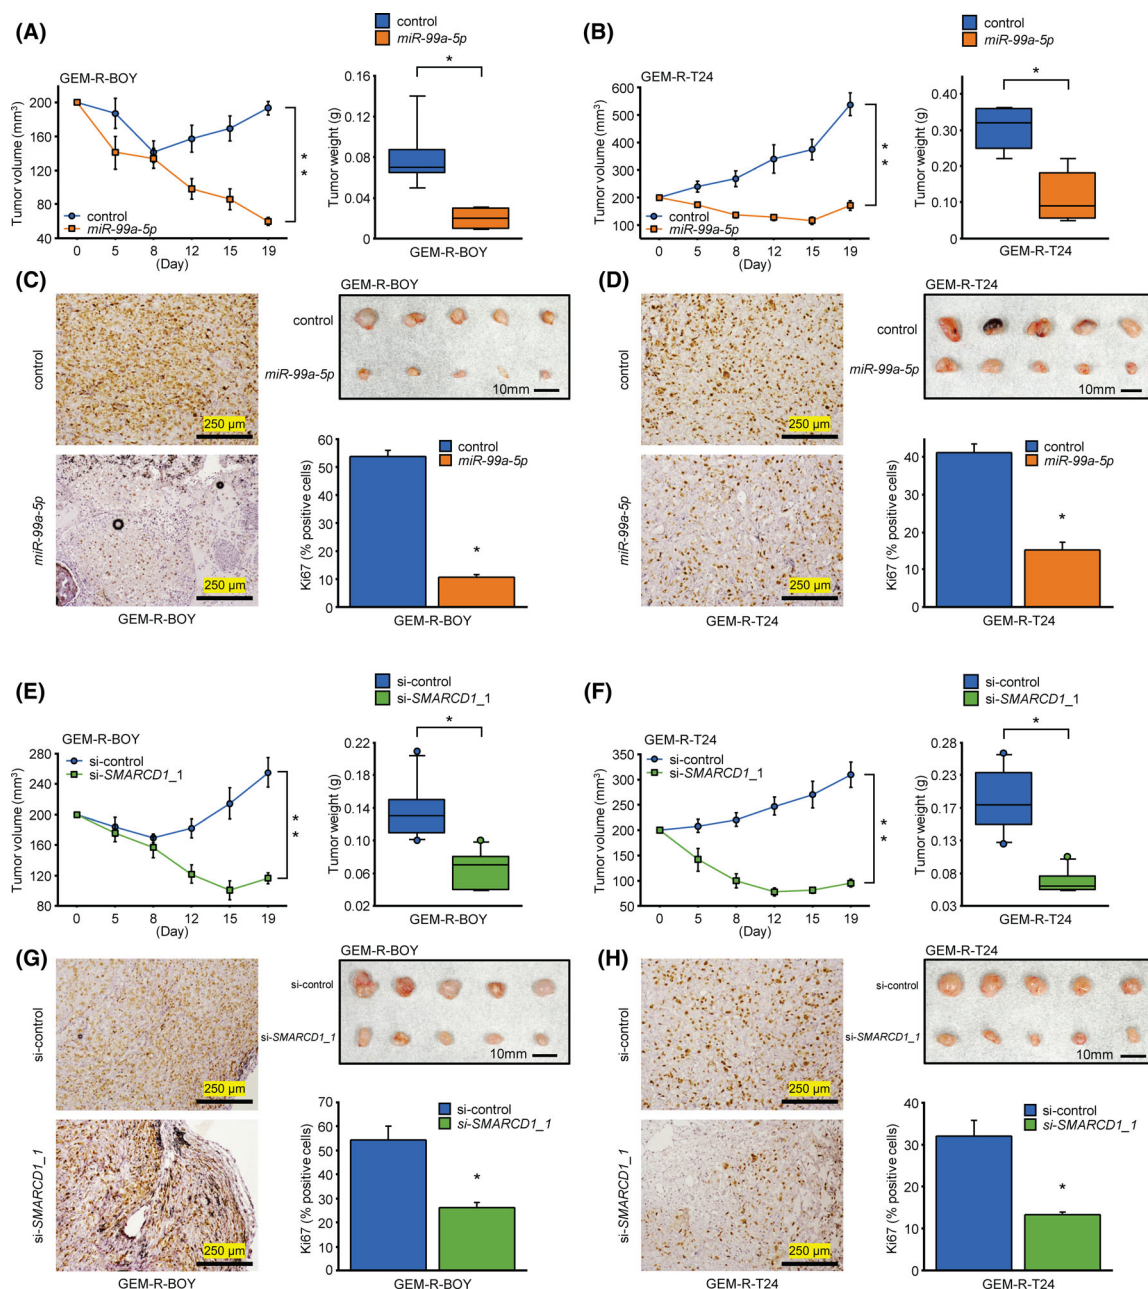 (A)
control
miR-99a-5p
GEM-R-BOY
Tumor volume (mm³)
200
160
120
80
40
control
miR-99a-5p
**
0 5 8 12 15 19
(Day)
Tumor weight (g)
0.16
0.12
0.08
0.04
0
*
GEM-R-BOY
(B)
control
miR-99a-5p
GEM-R-T24
Tumor volume (mm³)
600
500
400
300
200
100
control
miR-99a-5p
**
0 5 8 12 15 19
(Day)
Tumor weight (g)
0.40
0.30
0.20
0.10
0
*
GEM-R-T24
(C)
control
250 µm
miR-99a-5p
250 µm
GEM-R-BOY
GEM-R-BOY
control
miR-99a-5p
10mm
Ki67 (% positive cells)
60
50
40
30
20
10
0
control
miR-99a-5p
*
GEM-R-BOY
(D)
control
250 µm
miR-99a-5p
250 µm
GEM-R-T24
GEM-R-T24
control
miR-99a-5p
10mm
Ki67 (% positive cells)
40
30
20
10
0
control
miR-99a-5p
*
GEM-R-T24
(E)
si-control
si-SMARCD1_1
GEM-R-BOY
Tumor volume (mm³)
280
240
200
160
120
80
si-control
si-SMARCD1_1
**
0 5 8 12 15 19
(Day)
Tumor weight (g)
0.22
0.18
0.14
0.10
0.06
0.02
*
GEM-R-BOY
(F)
si-control
si-SMARCD1_1
GEM-R-T24
Tumor volume (mm³)
350
300
250
200
150
100
50
si-control
si-SMARCD1_1
**
0 5 8 12 15 19
(Day)
Tumor weight (g)
0.28
0.23
0.17
0.13
0.08
0.03
*
GEM-R-T24
(G)
si-control
250 µm
si-SMARCD1_1
250 µm
GEM-R-BOY
GEM-R-BOY
si-control
si-SMARCD1_1
10mm
Ki67 (% positive cells)
70
60
50
40
30
20
10
0
si-control
si-SMARCD1_1
*
GEM-R-BOY
(H)
si-control
250 µm
si-SMARCD1_1
250 µm
GEM-R-T24
GEM-R-T24
si-control
si-SMARCD1_1
10mm
Ki67 (% positive cells)
40
30
20
10
0
si-control
si-SMARCD1_1
*
GEM-R-T24